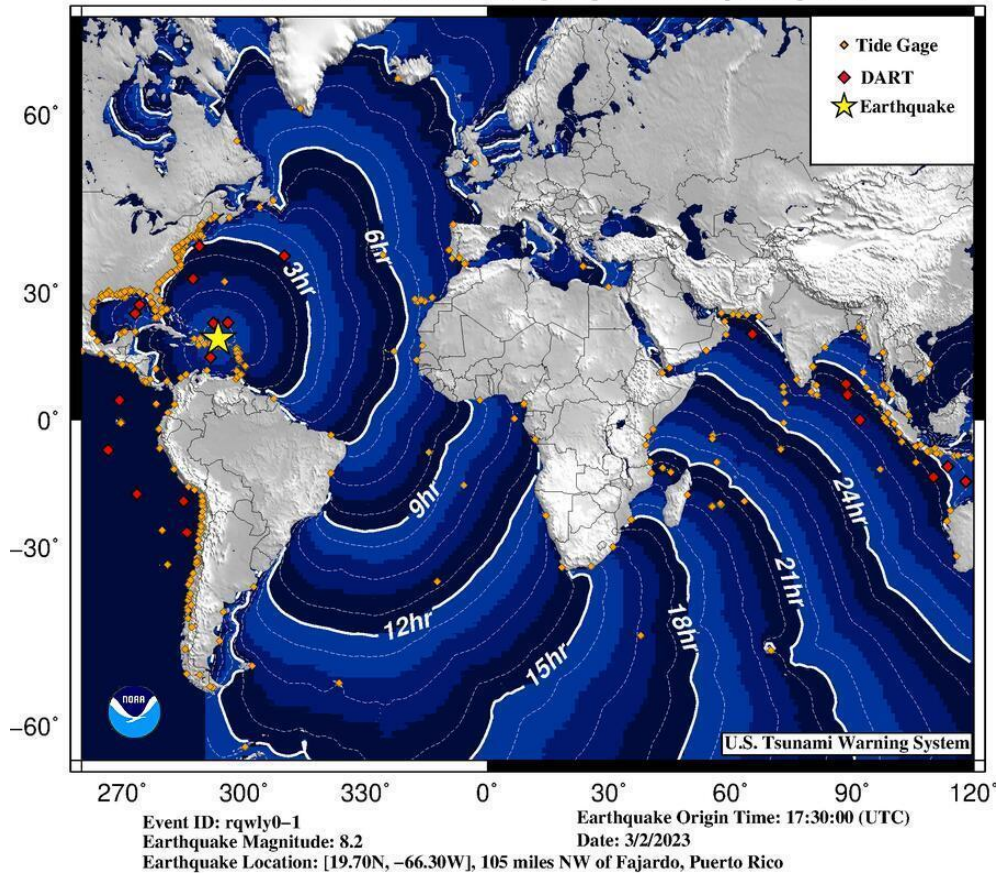 Tide Gage
DART
Earthquake
60°
30°
0°
−30°
−60°
3hr
6hr
9hr
12hr
15hr
18hr
21hr
24hr
NOAA
U.S. Tsunami Warning System
270° 300° 330° 0° 30° 60° 90° 120°
Event ID: rqwly0−1
Earthquake Magnitude: 8.2
Earthquake Location: [19.70N, −66.30W], 105 miles NW of Fajardo, Puerto Rico
Earthquake Origin Time: 17:30:00 (UTC)
Date: 3/2/2023